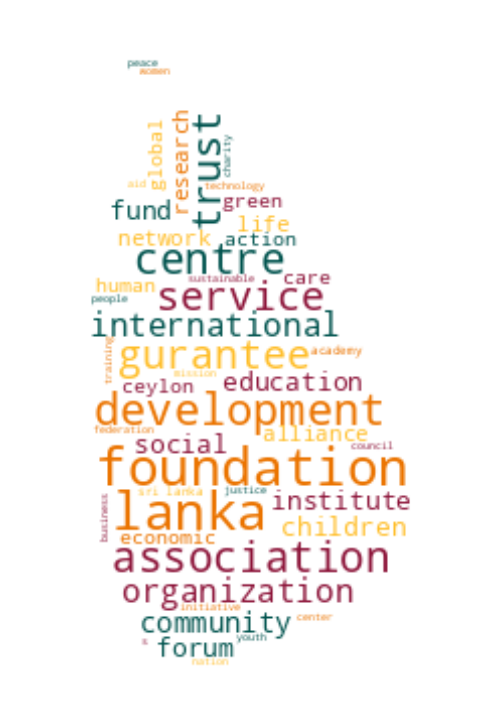 peace
women
global
research
trust
charity
aid
technology
fund
green
life
network
action
centre
sustainable
care
human
people
service
international
training
gurantee
academy
mission
ceylon
education
development
federation
alliance
social
council
foundation
sri lanka
justice
business
lanka
institute
children
economic
association
organization
initiative
community
center
youth
s
forum
nation